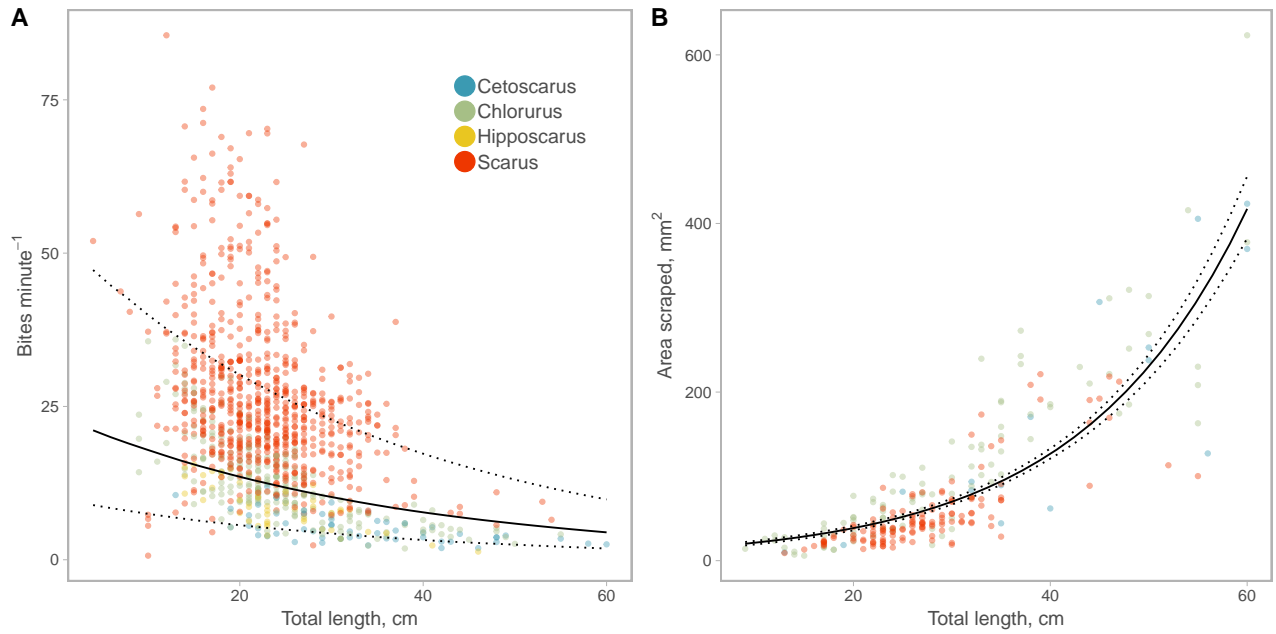 A
75
50
25
0
Bites minute⁻¹
20
40
60
Total length, cm
Cetoscarus
Chlorurus
Hipposcarus
Scarus
B
600
400
200
0
Area scraped, mm²
20
40
60
Total length, cm